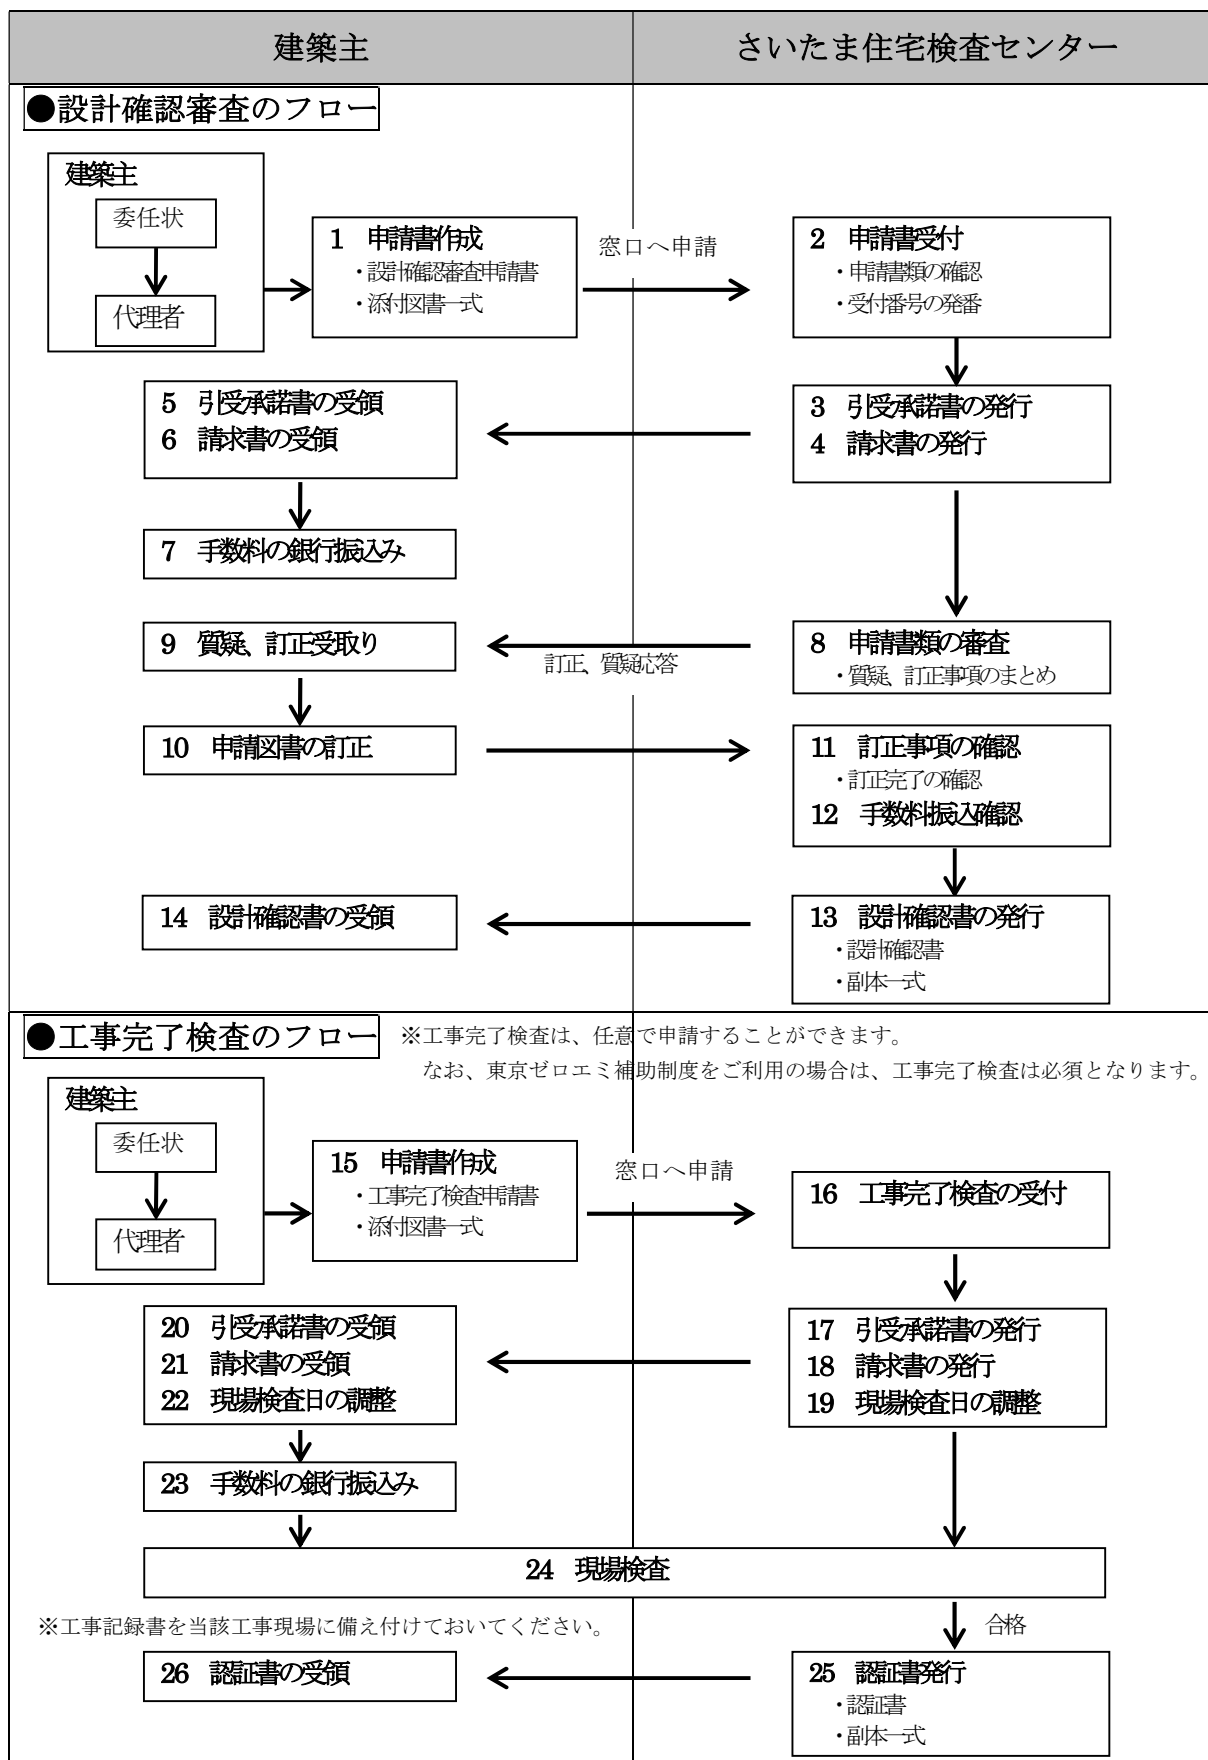 建築主
さいたま住宅検査センター
●設計確認審査のフロー
建築主
委任状
代理者
1 申請書作成
・設計確認審査申請書
・添付図書一式
窓口へ申請
2 申請書受付
・申請書類の確認
・受付番号の発番
5 引受承諾書の受領
6 請求書の受領
3 引受承諾書の発行
4 請求書の発行
7 手数料の銀行振込み
9 質疑、訂正受取り
訂正、質疑応答
8 申請書類の審査
・質疑、訂正事項のまとめ
10 申請図書の訂正
11 訂正事項の確認
・訂正完了の確認
12 手数料振込確認
14 設計確認書の受領
13 設計確認書の発行
・設計確認書
・副本一式
●工事完了検査のフロー
※工事完了検査は、任意で申請することができます。
なお、東京ゼロエミ補助制度をご利用の場合は、工事完了検査は必須となります。
建築主
委任状
代理者
15 申請書作成
・工事完了検査申請書
・添付図書一式
窓口へ申請
16 工事完了検査の受付
20 引受承諾書の受領
21 請求書の受領
22 現場検査日の調整
17 引受承諾書の発行
18 請求書の発行
19 現場検査日の調整
23 手数料の銀行振込み
24 現場検査
※工事記録書を当該工事現場に備え付けておいてください。
合格
26 認証書の受領
25 認証書発行
・認証書
・副本一式